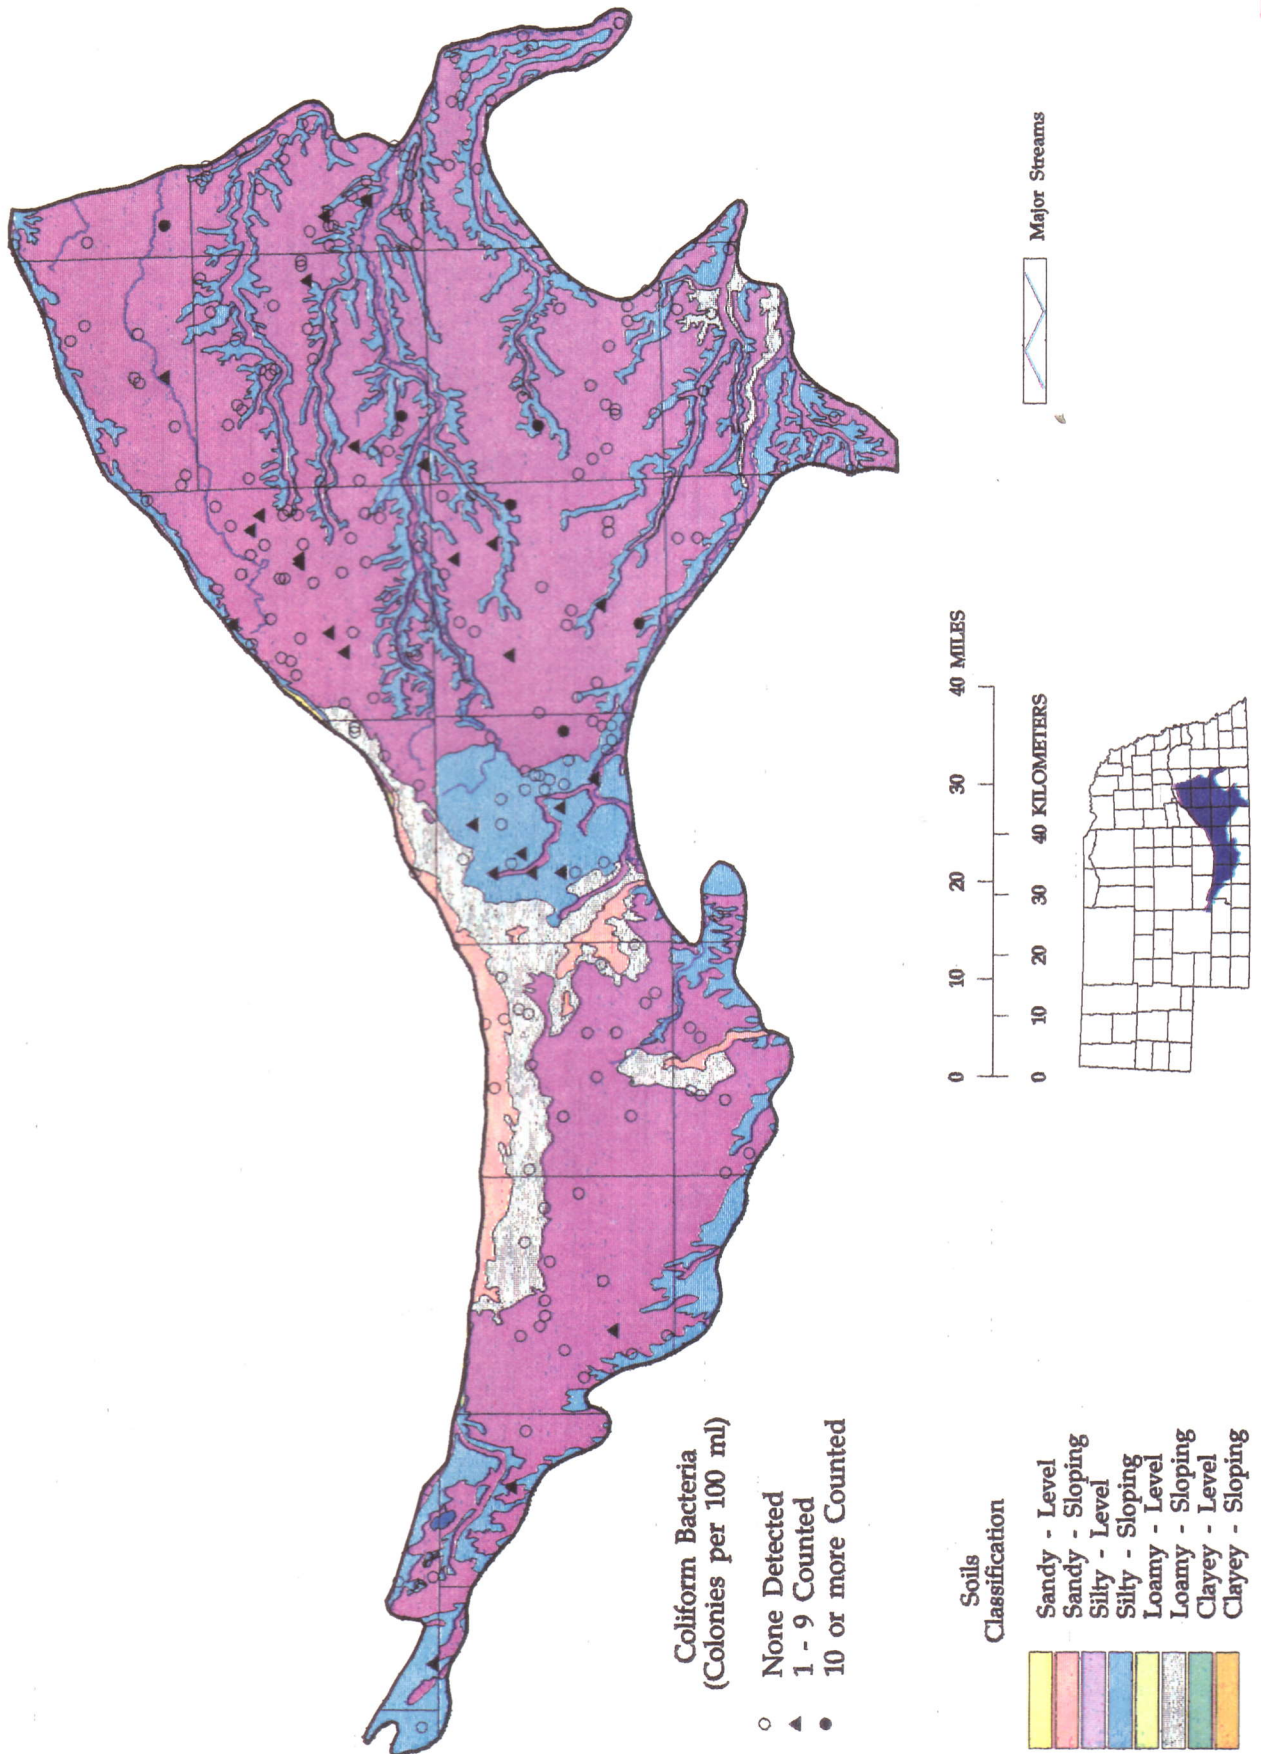 Coliform Bacteria
(Colonies per 100 ml)
None Detected
1 - 9 Counted
10 or more Counted
Soils
Classification
Sandy - Level
Sandy - Sloping
Silty - Level
Silty - Sloping
Loamy - Level
Loamy - Sloping
Clayey - Level
Clayey - Sloping
0 10 20 30 40 MILES
0 10 20 30 40 KILOMETERS
Major Streams